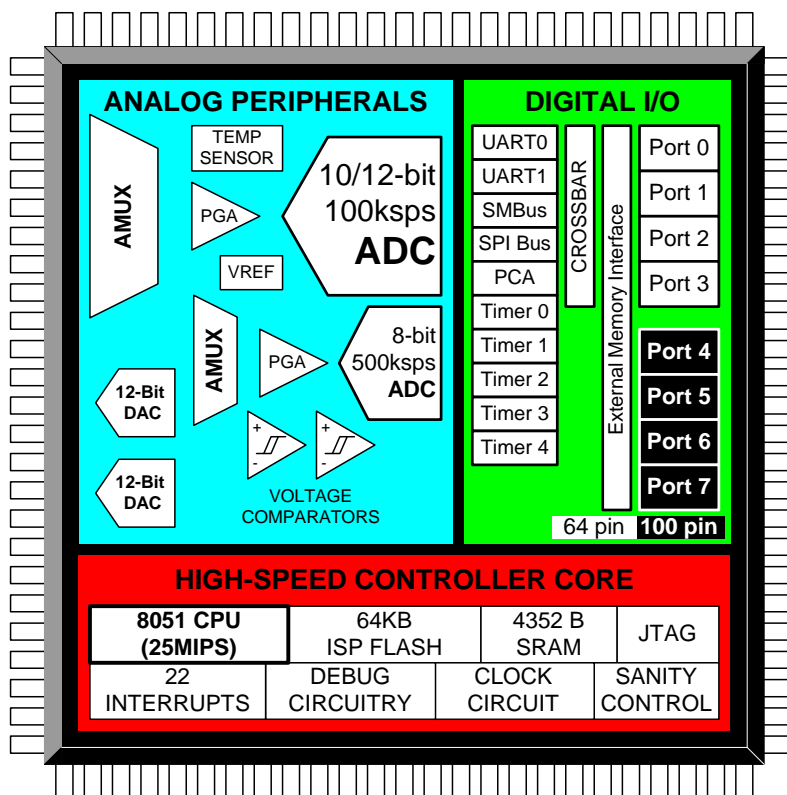 ANALOG PERIPHERALS
AMUX
TEMP
SENSOR
PGA
VREF
10/12-bit
100ksps
ADC
AMUX
PGA
8-bit
500ksps
ADC
12-Bit
DAC
12-Bit
DAC
+
-
+
-
VOLTAGE
COMPARATORS
DIGITAL I/O
UART0
UART1
SMBus
SPI Bus
PCA
Timer 0
Timer 1
Timer 2
Timer 3
Timer 4
CROSSBAR
External Memory Interface
Port 0
Port 1
Port 2
Port 3
Port 4
Port 5
Port 6
Port 7
64 pin
100 pin
HIGH-SPEED CONTROLLER CORE
8051 CPU
(25MIPS)
64KB
ISP FLASH
4352 B
SRAM
JTAG
22
INTERRUPTS
DEBUG
CIRCUITRY
CLOCK
CIRCUIT
SANITY
CONTROL